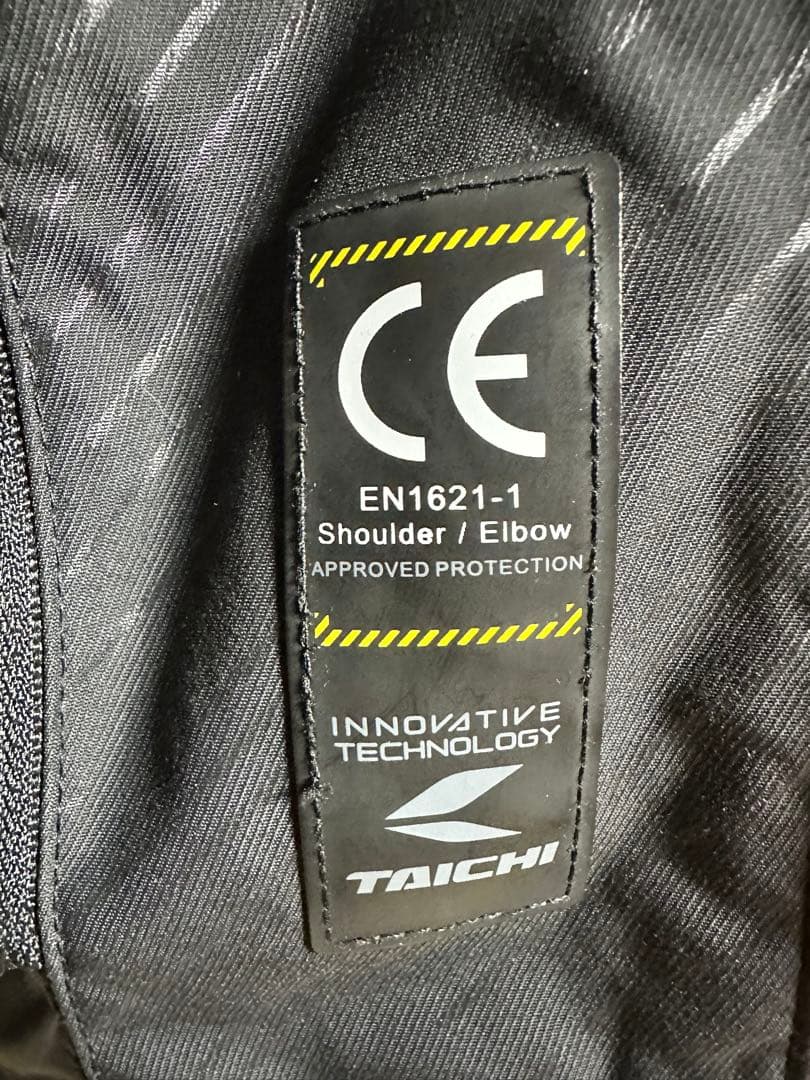 CE
EN1621-1
Shoulder / Elbow
APPROVED PROTECTION
INNOVATIVE
TECHNOLOGY
TAICHI